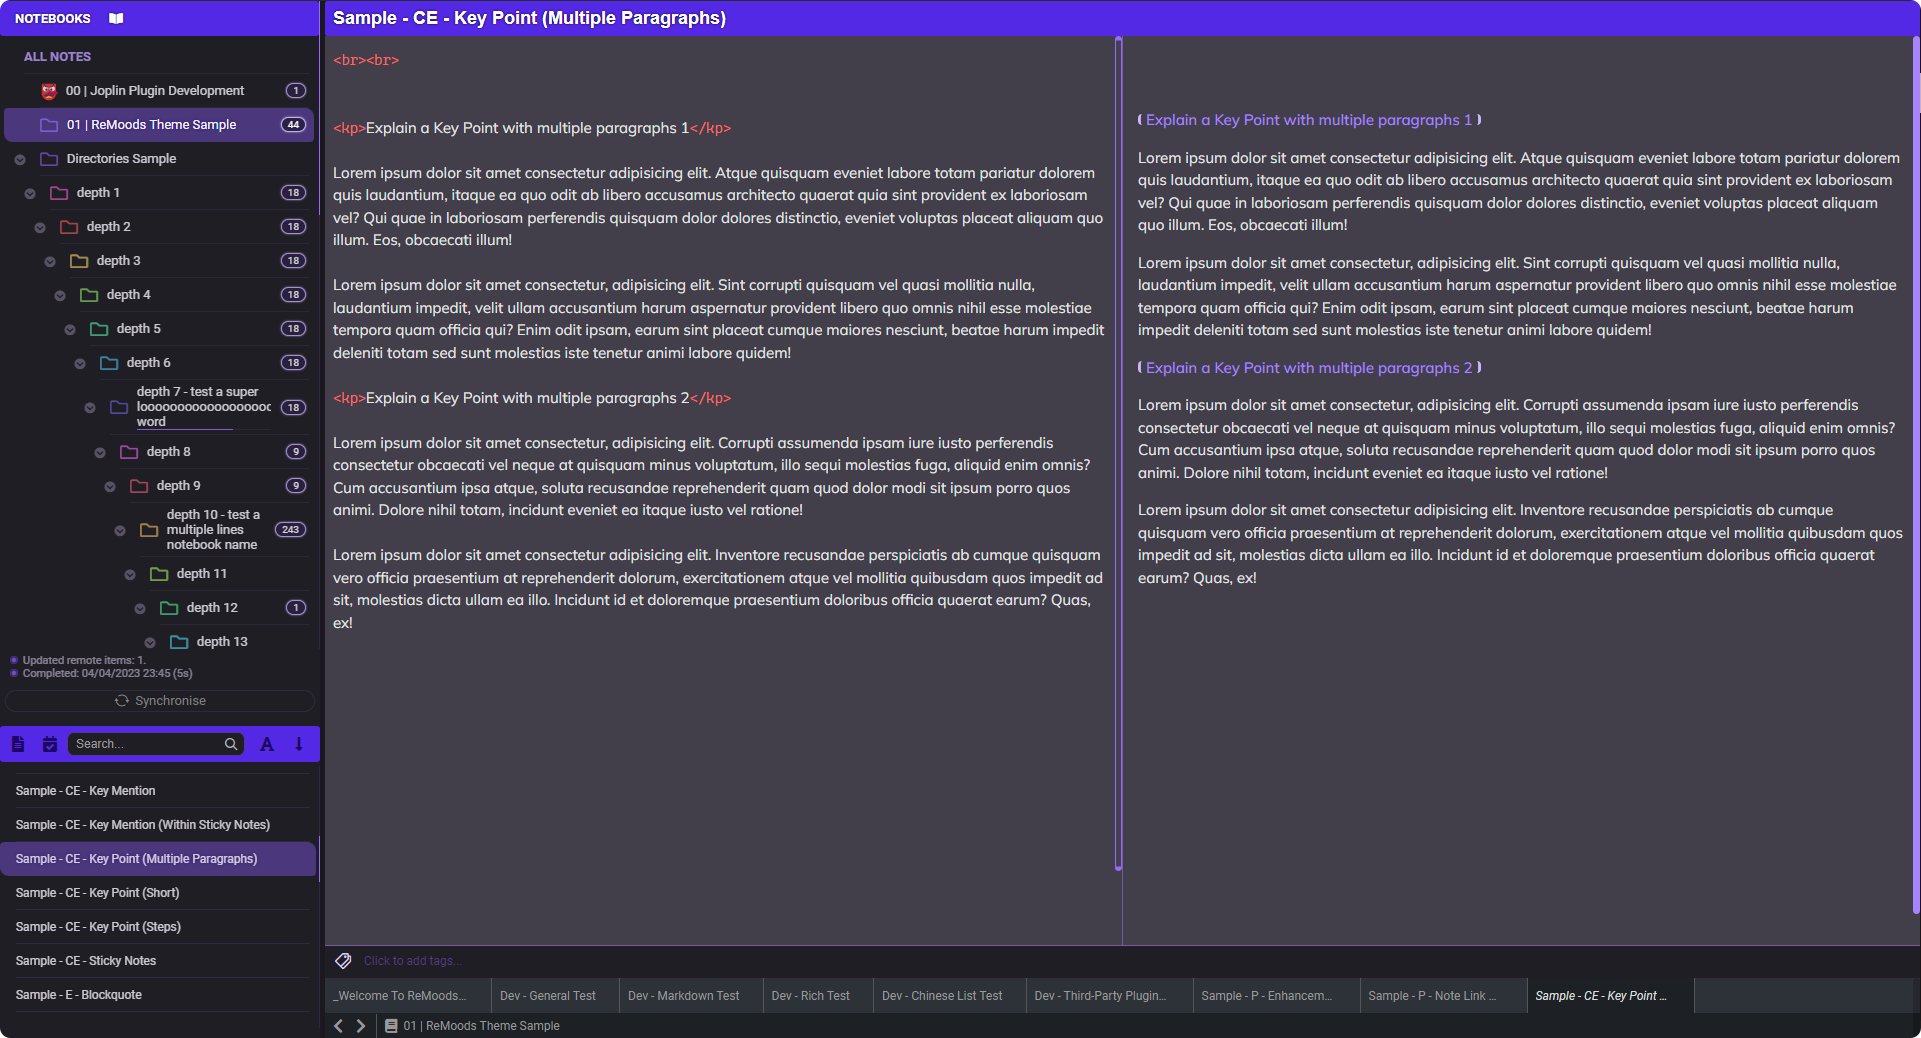 NOTEBOOKS
ALL NOTES
00 | Joplin Plugin Development
1
01 | ReMoods Theme Sample
44
Directories Sample
depth 1
18
depth 2
18
depth 3
18
depth 4
18
depth 5
18
depth 6
18
depth 7 - test a super
looooooooooooooooooc
word
18
depth 8
9
depth 9
9
depth 10 - test a
multiple lines
notebook name
243
depth 11
depth 12
1
depth 13
Updated remote items: 1.
Completed: 04/04/2023 23:45 (5s)
Synchronise
Search...
A
Sample - CE - Key Mention
Sample - CE - Key Mention (Within Sticky Notes)
Sample - CE - Key Point (Multiple Paragraphs)
Sample - CE - Key Point (Short)
Sample - CE - Key Point (Steps)
Sample - CE - Sticky Notes
Sample - E - Blockquote
Sample - CE - Key Point (Multiple Paragraphs)
<br><br>
<kp>Explain a Key Point with multiple paragraphs 1</kp>
Lorem ipsum dolor sit amet consectetur adipisicing elit. Atque quisquam eveniet labore totam pariatur dolorem
quis laudantium, itaque ea quo odit ab libero accusamus architecto quaerat quia sint provident ex laboriosam
vel? Qui quae in laboriosam perferendis quisquam dolor dolores distinctio, eveniet voluptas placeat aliquam quo
illum. Eos, obcaecati illum!
Lorem ipsum dolor sit amet consectetur, adipisicing elit. Sint corrupti quisquam vel quasi mollitia nulla,
laudantium impedit, velit ullam accusantium harum aspernatur provident libero quo omnis nihil esse molestiae
tempora quam officia qui? Enim odit ipsam, earum sint placeat cumque maiores nesciunt, beatae harum impedit
deleniti totam sed sunt molestias iste tenetur animi labore quidem!
<kp>Explain a Key Point with multiple paragraphs 2</kp>
Lorem ipsum dolor sit amet consectetur, adipisicing elit. Corrupti assumenda ipsam iure iusto perferendis
consectetur obcaecati vel neque at quisquam minus voluptatum, illo sequi molestias fuga, aliquid enim omnis?
Cum accusantium ipsa atque, soluta recusandae reprehenderit quam quod dolor modi sit ipsum porro quos
animi. Dolore nihil totam, incidunt eveniet ea itaque iusto vel ratione!
Lorem ipsum dolor sit amet consectetur adipisicing elit. Inventore recusandae perspiciatis ab cumque quisquam
vero officia praesentium at reprehenderit dolorum, exercitationem atque vel mollitia quibusdam quos impedit ad
sit, molestias dicta ullam ea illo. Incidunt id et doloremque praesentium doloribus officia quaerat earum? Quas,
ex!
Explain a Key Point with multiple paragraphs 1
Lorem ipsum dolor sit amet consectetur adipisicing elit. Atque quisquam eveniet labore totam pariatur dolorem
quis laudantium, itaque ea quo odit ab libero accusamus architecto quaerat quia sint provident ex laboriosam
vel? Qui quae in laboriosam perferendis quisquam dolor dolores distinctio, eveniet voluptas placeat aliquam
quo illum. Eos, obcaecati illum!
Lorem ipsum dolor sit amet consectetur, adipisicing elit. Sint corrupti quisquam vel quasi mollitia nulla,
laudantium impedit, velit ullam accusantium harum aspernatur provident libero quo omnis nihil esse molestiae
tempora quam officia qui? Enim odit ipsam, earum sint placeat cumque maiores nesciunt, beatae harum
impedit deleniti totam sed sunt molestias iste tenetur animi labore quidem!
Explain a Key Point with multiple paragraphs 2
Lorem ipsum dolor sit amet consectetur, adipisicing elit. Corrupti assumenda ipsam iure iusto perferendis
consectetur obcaecati vel neque at quisquam minus voluptatum, illo sequi molestias fuga, aliquid enim omnis?
Cum accusantium ipsa atque, soluta recusandae reprehenderit quam quod dolor modi sit ipsum porro quos
animi. Dolore nihil totam, incidunt eveniet ea itaque iusto vel ratione!
Lorem ipsum dolor sit amet consectetur adipisicing elit. Inventore recusandae perspiciatis ab cumque
quisquam vero officia praesentium at reprehenderit dolorum, exercitationem atque vel mollitia quibusdam quos
impedit ad sit, molestias dicta ullam ea illo. Incidunt id et doloremque praesentium doloribus officia quaerat
earum? Quas, ex!
Click to add tags...
_Welcome To ReMoods...
Dev - General Test
Dev - Markdown Test
Dev - Rich Test
Dev - Chinese List Test
Dev - Third-Party Plugin...
Sample - P - Enhancem...
Sample - P - Note Link ...
Sample - CE - Key Point ...
01 | ReMoods Theme Sample